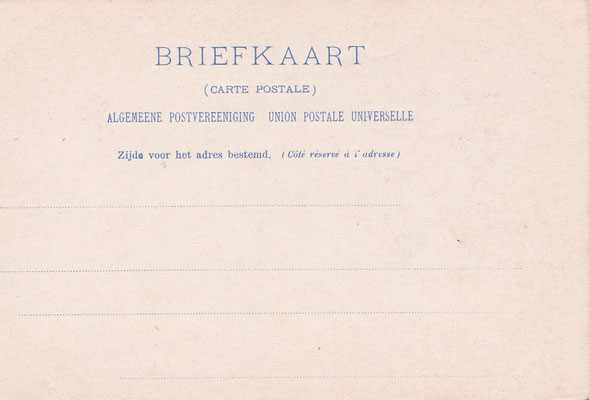 BRIEFKAART
(CARTE POSTALE)
ALGEMEENE POSTVEREENIGING UNION POSTALE UNIVERSELLE
Zijde voor het adres bestemd. (Côté réservé à i' adresse)